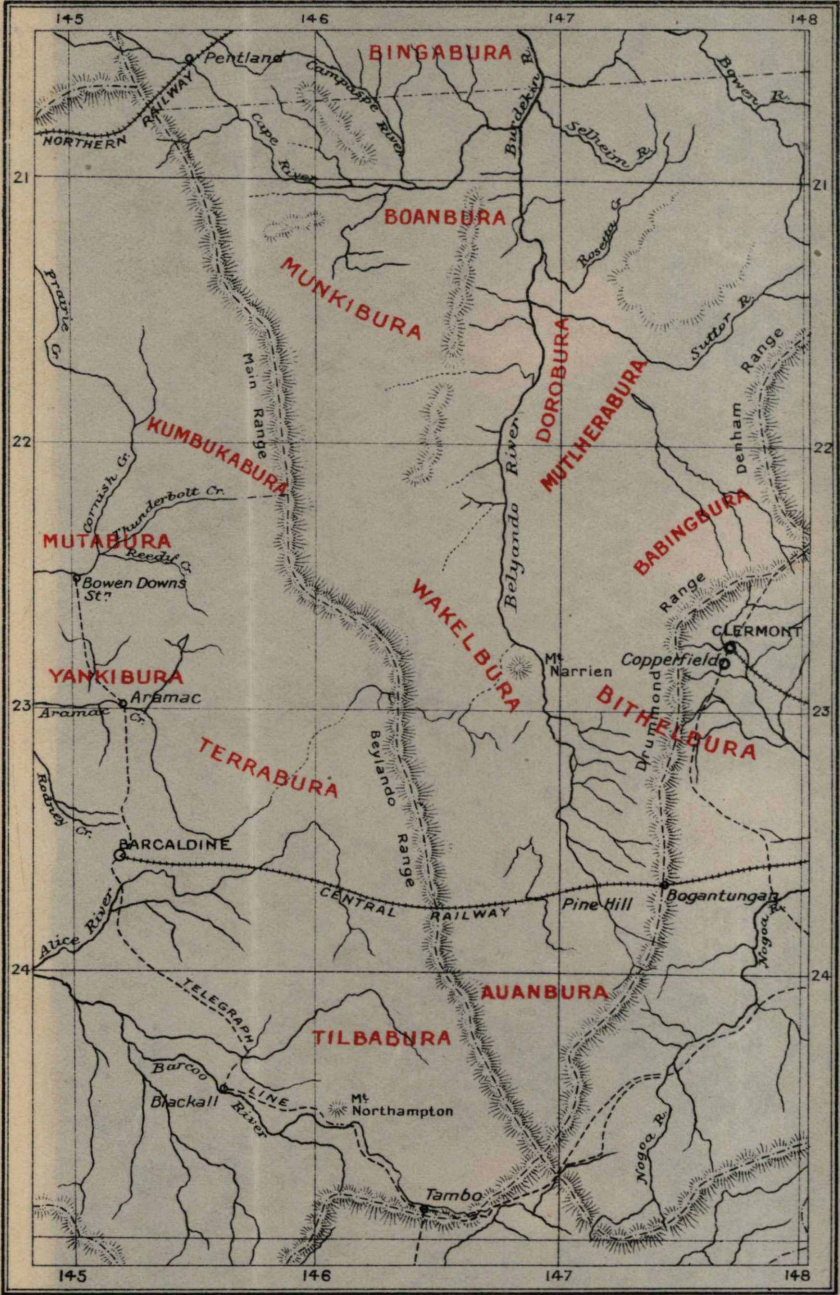 145 146 147 148
Pentland
BINGABURA
Campaspe River
Burdekin R.
Bowen R.
NORTHERN RAILWAY
Cape River
Selheim R.
21 21
BOANBURA
Rosetta C.
MUNKIBURA
Prairie C.
Suttor R.
Main Range
DOROBURA
MUTLHERABURA
Denham Range
KUMBUKABURA
22 22
Cornish C.
Thunderbolt Cr.
Belyando River
BABINGBURA
MUTABURA
Reedy C.
Bowen Downs
Stn
WAKELBURA
Range
CLERMONT
Mt.
Narrien
Copperfield
YANKIBURA
Aramac
BITHELBURA
23 23
Aramac C.
Drummond
TERRABURA
Beylando Range
Rodney Cr.
BARCALDINE
CENTRAL RAILWAY
Pine Hill
Bogantungan
Alice River
Nogoa R.
24 24
TELEGRAPH LINE
AUANBURA
TILBABURA
Barcoo River
Blackall
Mt.
Northampton
Nogoa R.
Tambo
145 146 147 148